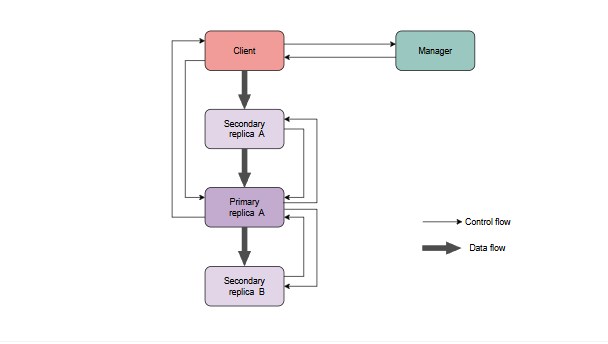 Client
Manager
Secondary
replica A
Primary
replica A
Control flow
Data flow
Secondary
replica B